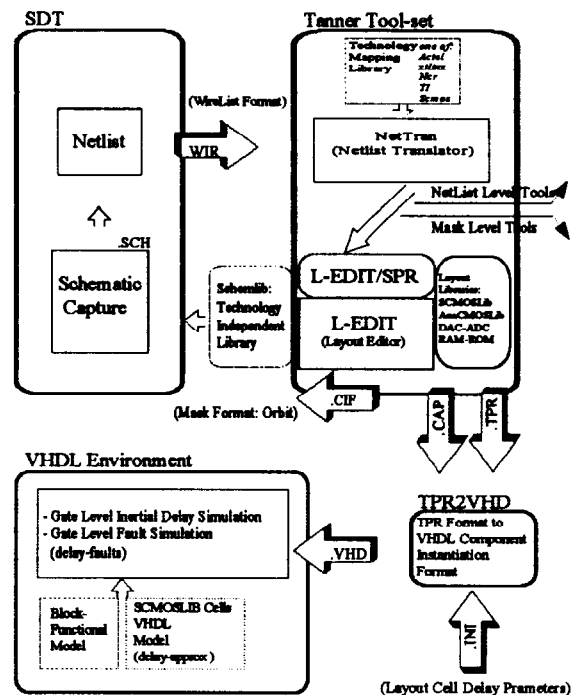 SDT
Tanner Tool-set
Technology
Mapping
Library
one of:
Actel
xilinx
Ncr
TI
Scmos
(WireList Format)
Netlist
WIR
NetTran
(Netlist Translator)
NetList Level Tools
Mask Level Tools
.SCH
Schematic
Capture
Schemlib:
Technology
Independent
Library
L-EDIT/SPR
L-EDIT
(Layout Editor)
Layout
Libraries:
SCMOSLib
AnaCMOSLib
DAC-ADC
RAM-ROM
.CIF
(Mask Format: Orbit)
.CAP
.TPR
VHDL Environment
- Gate Level Inertial Delay Simulation
- Gate Level Fault Simulation
(delay-faults)
.VHD
TPR2VHD
TPR Format to
VHDL Component
Instantiation
Format
Block-
Functional
Model
SCMOSLIB Cells
VHDL
Model
(delay-approx)
.INT
(Layout Cell Delay Prameters)